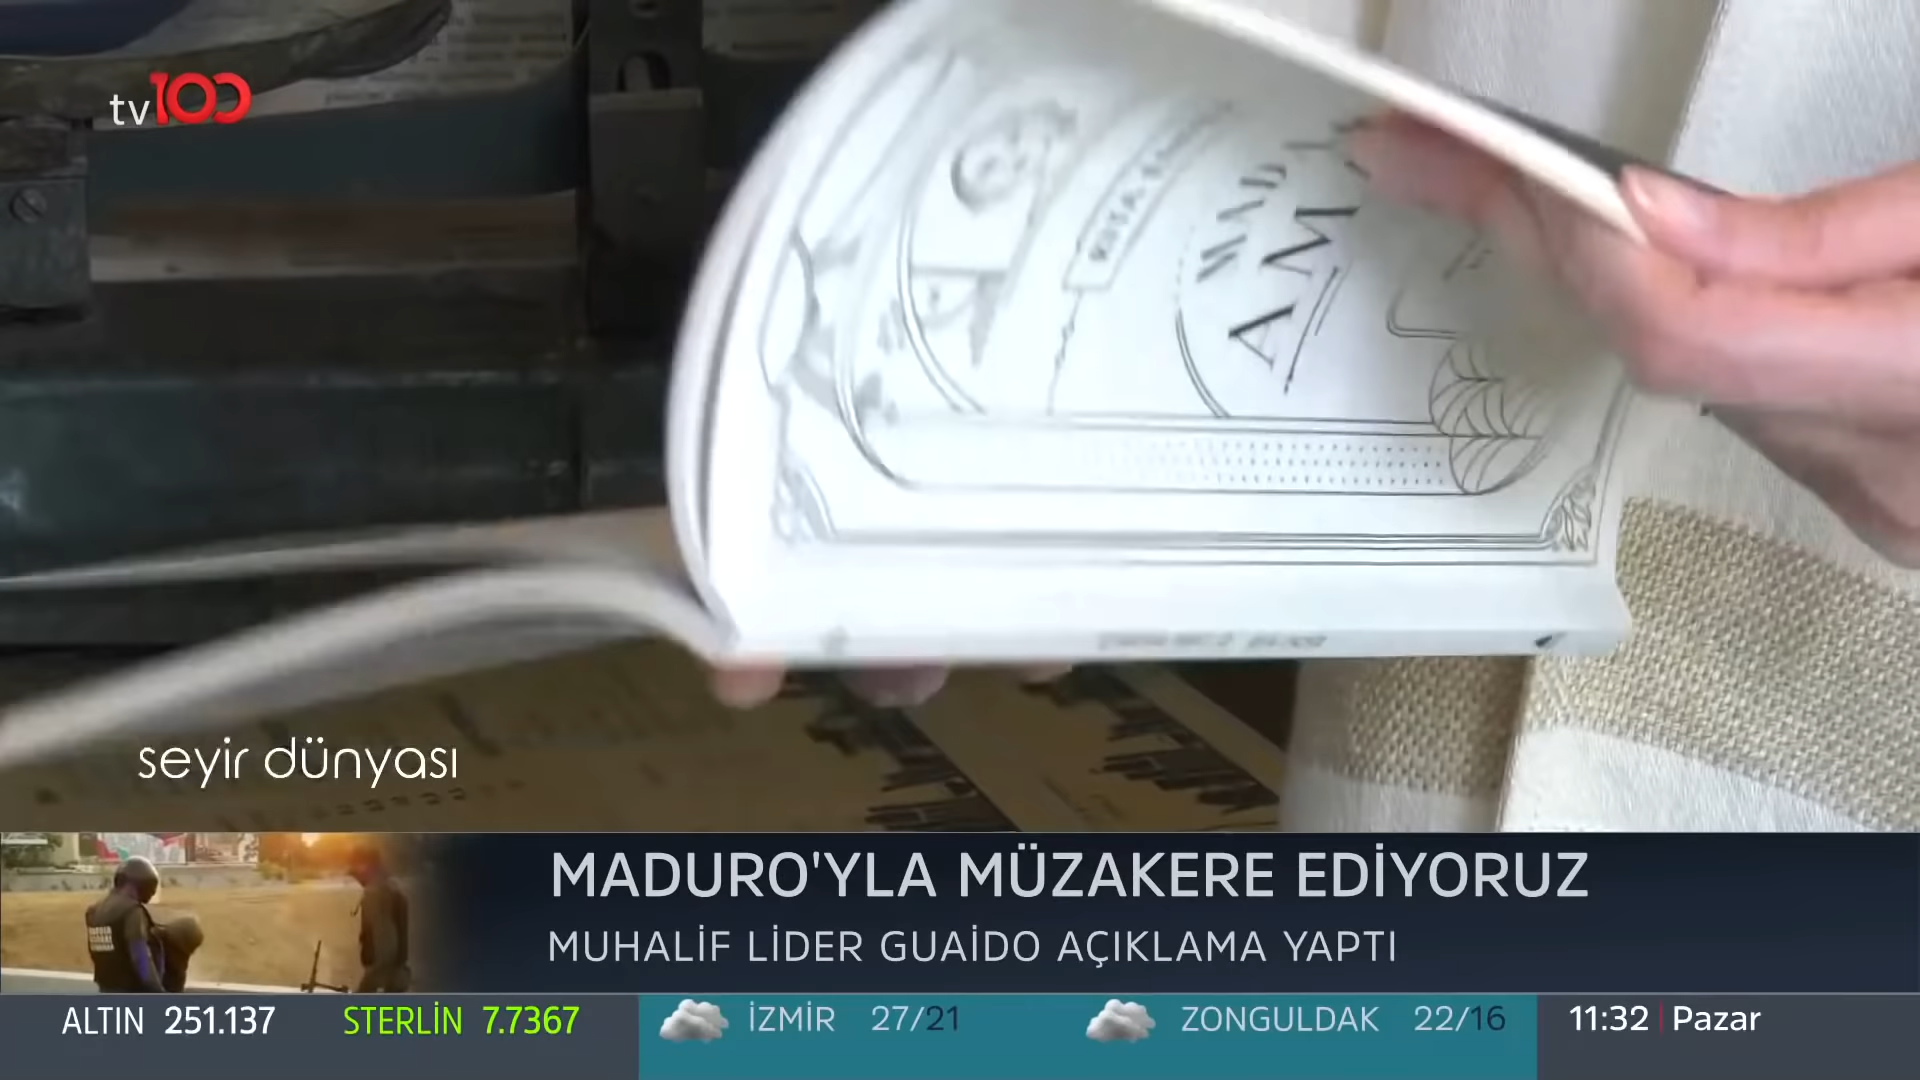 tv100
seyir dünyası
MADURO'YLA MÜZAKERE EDİYORUZ
MUHALİF LİDER GUAİDO AÇIKLAMA YAPTI
ALTIN 251.137 STERLİN 7.7367 İZMİR 27/21 ZONGULDAK 22/16 11:32 Pazar